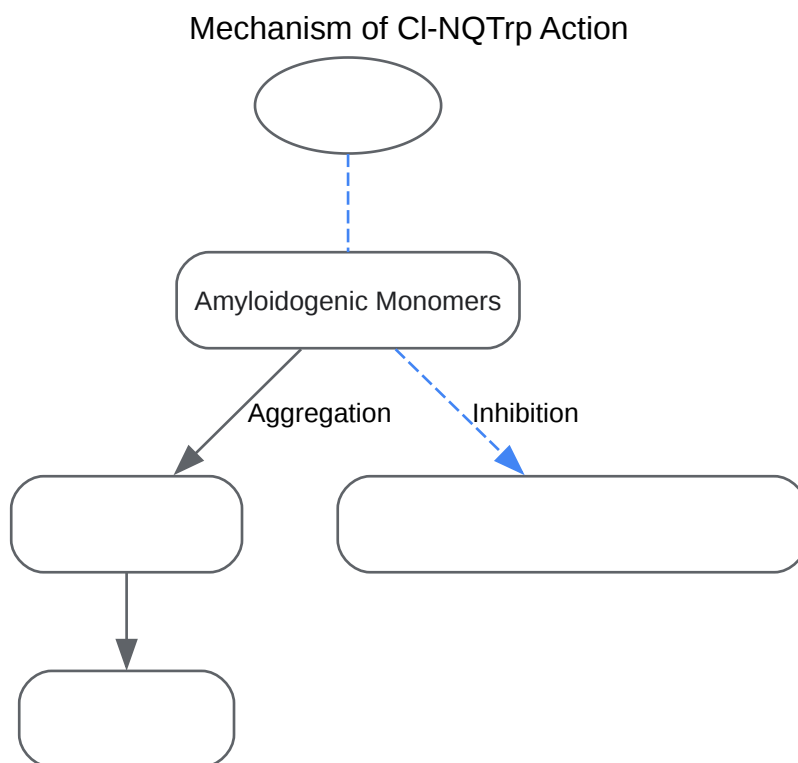 Mechanism of Cl-NQTrp Action
Amyloidogenic Monomers
Aggregation
Inhibition